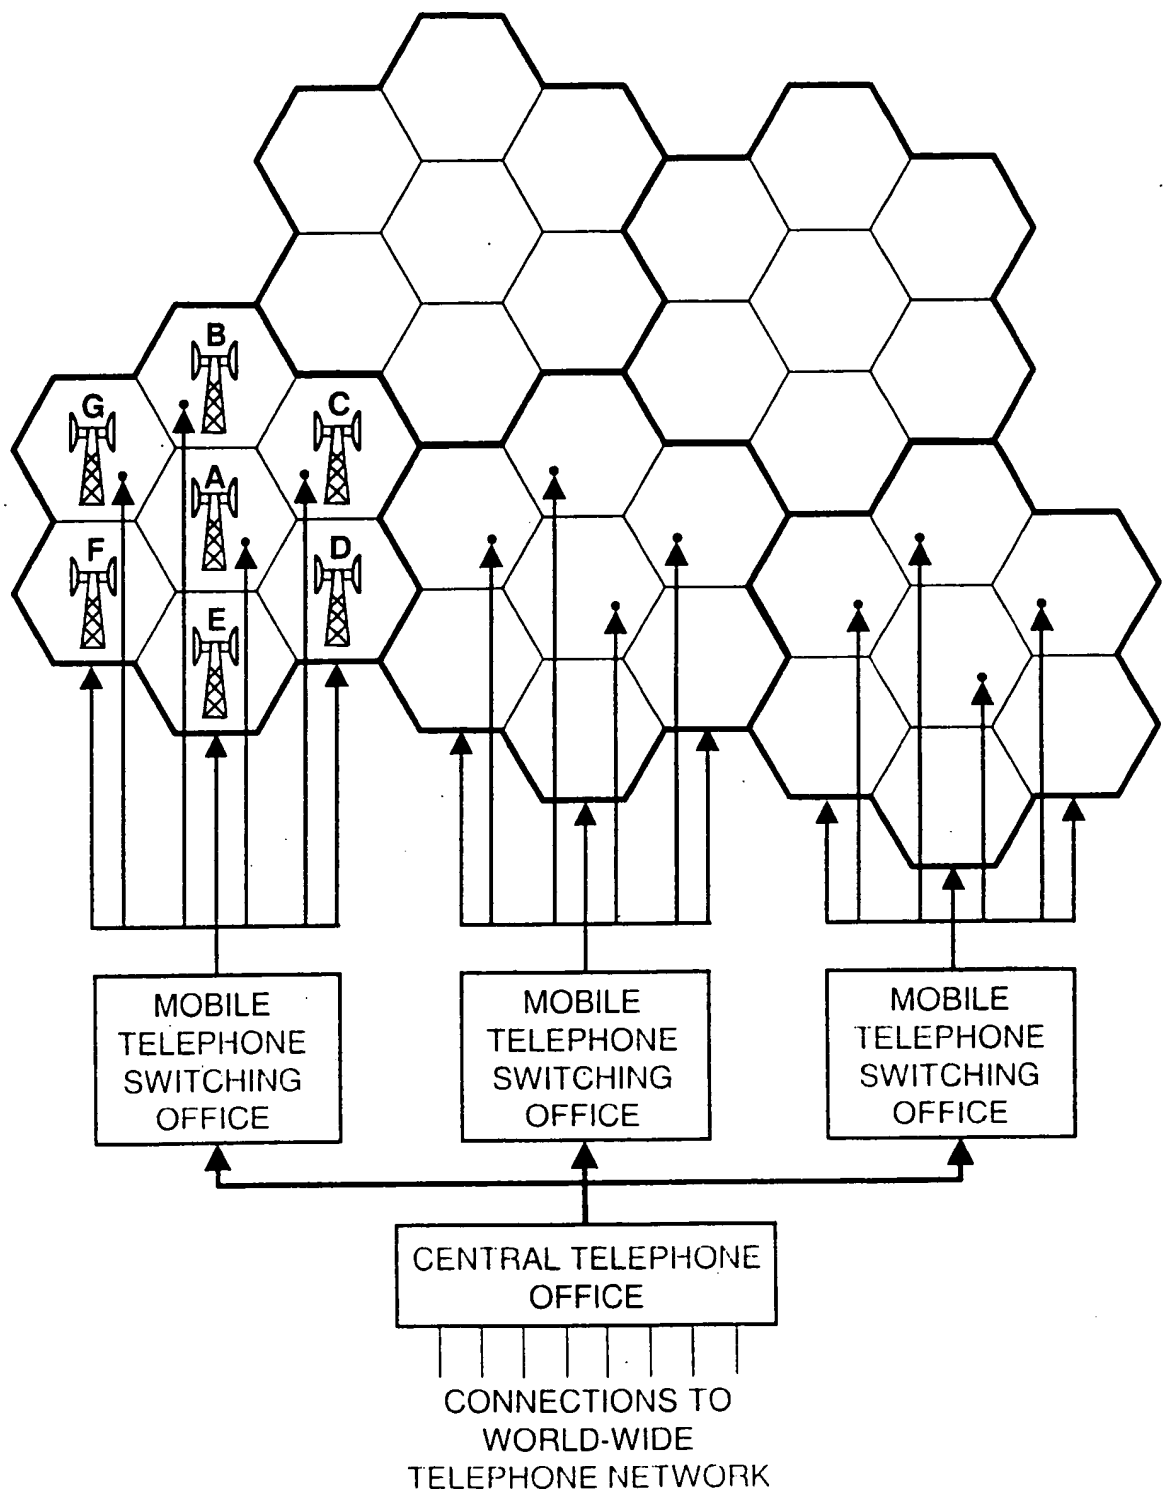 B
G
C
A
F
D
E
MOBILE
TELEPHONE
SWITCHING
OFFICE
MOBILE
TELEPHONE
SWITCHING
OFFICE
MOBILE
TELEPHONE
SWITCHING
OFFICE
CENTRAL TELEPHONE
OFFICE
CONNECTIONS TO
WORLD-WIDE
TELEPHONE NETWORK